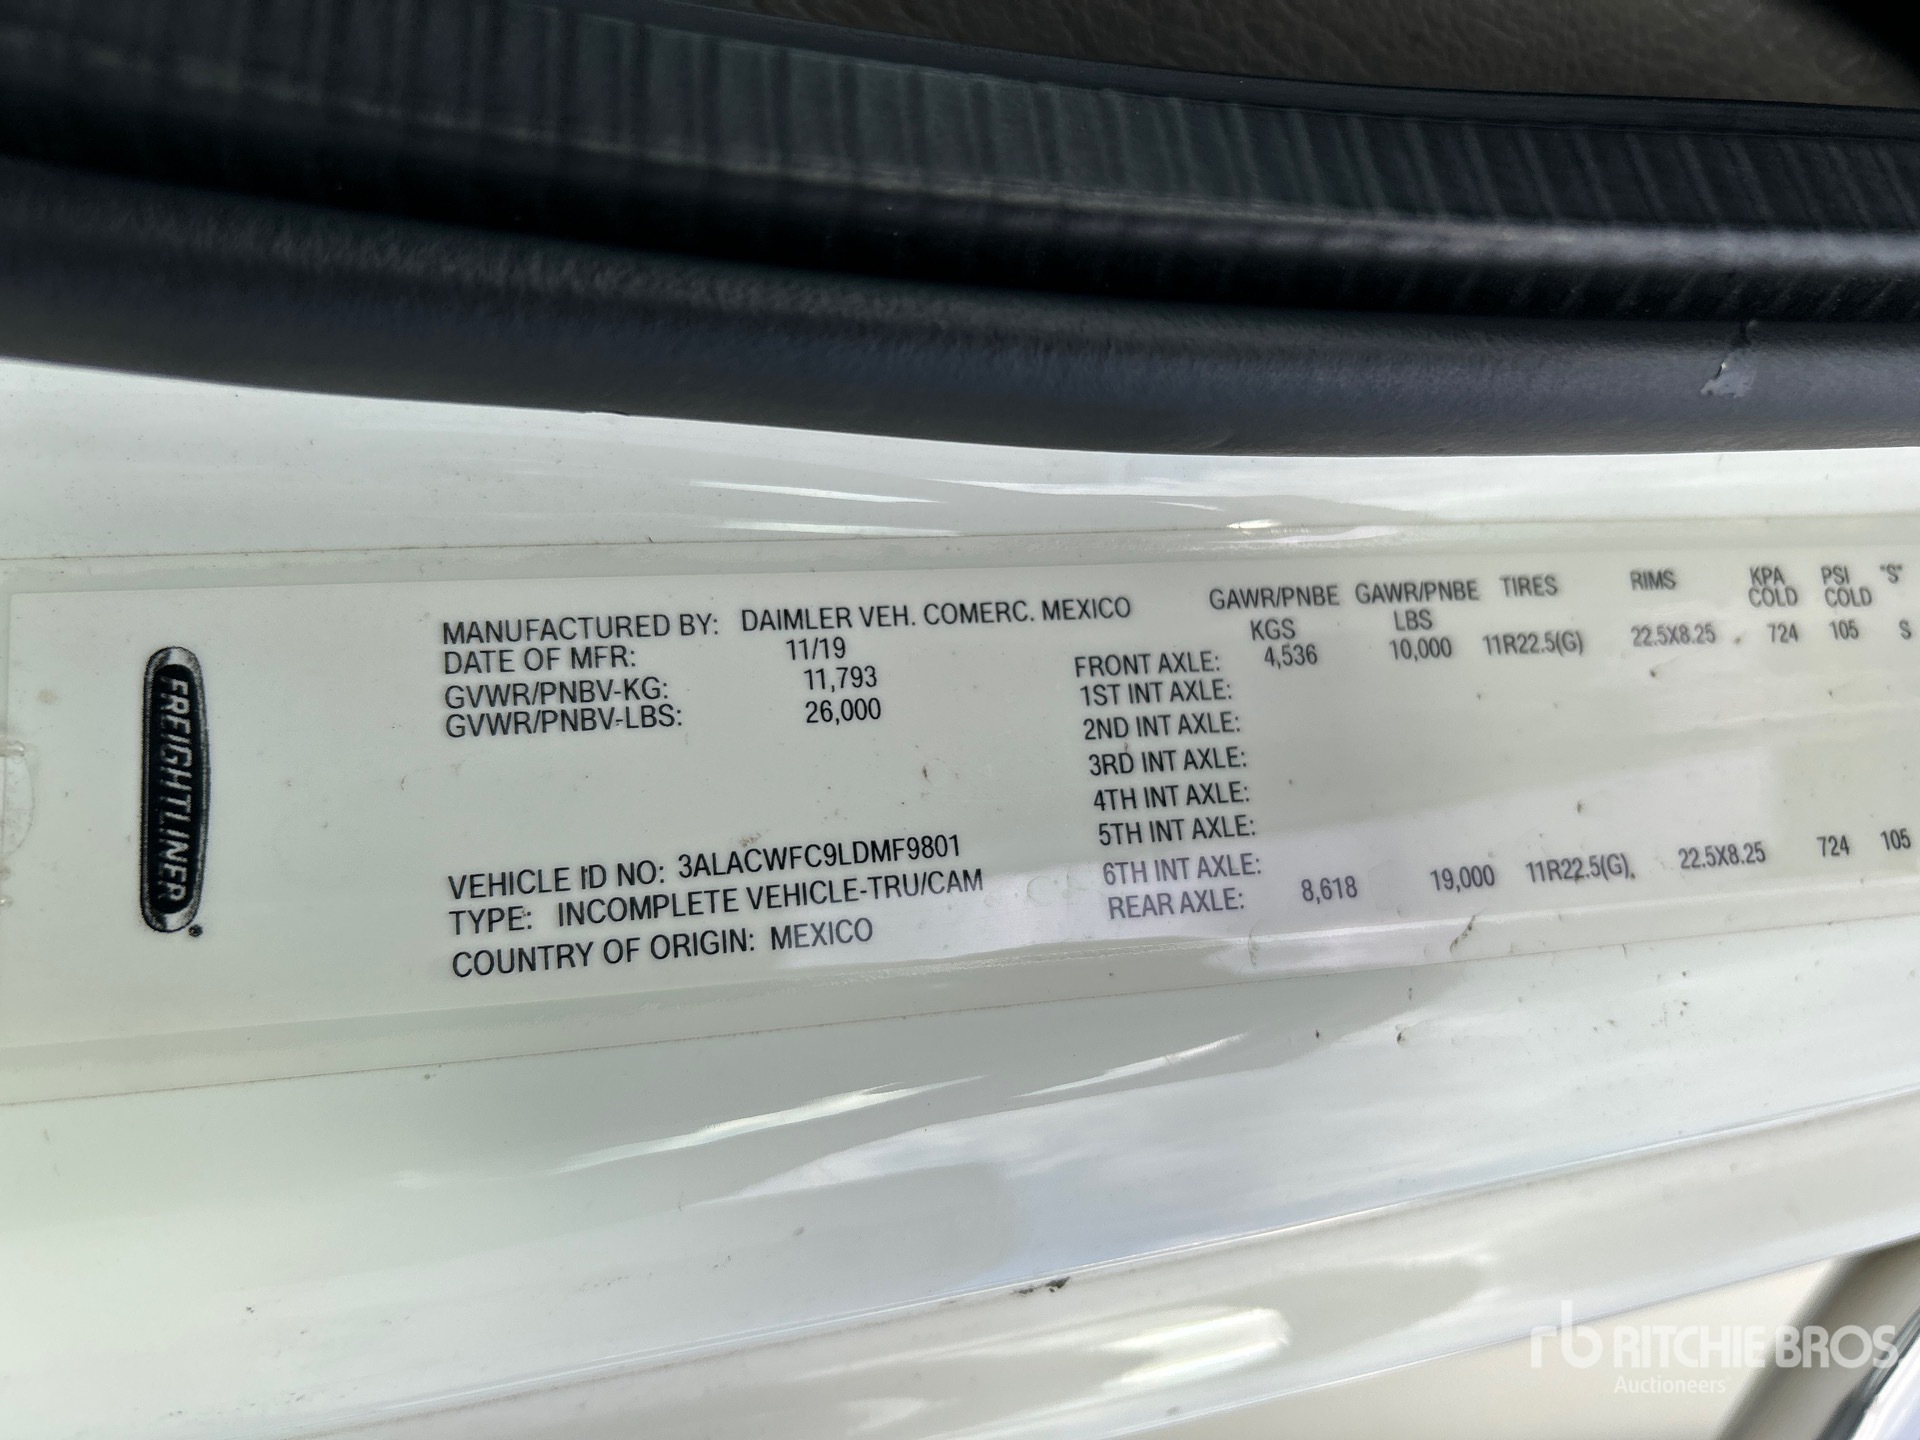 FREIGHTLINER
MANUFACTURED BY: DAIMLER VEH. COMERC. MEXICO
DATE OF MFR: 11/19
GVWR/PNBV-KG: 11,793
GVWR/PNBV-LBS: 26,000
VEHICLE ID NO: 3ALACWFC9LDMF9801
TYPE: INCOMPLETE VEHICLE-TRU/CAM
COUNTRY OF ORIGIN: MEXICO
GAWR/PNBE GAWR/PNBE TIRES RIMS KPA PSI "S"
KGS LBS COLD COLD
FRONT AXLE: 4,536 10,000 11R22.5(G) 22.5X8.25 724 105 S
1ST INT AXLE:
2ND INT AXLE:
3RD INT AXLE:
4TH INT AXLE:
5TH INT AXLE:
6TH INT AXLE:
REAR AXLE: 8,618 19,000 11R22.5(G) 22.5X8.25 724 105
rb RITCHIE BROS
Auctioneers